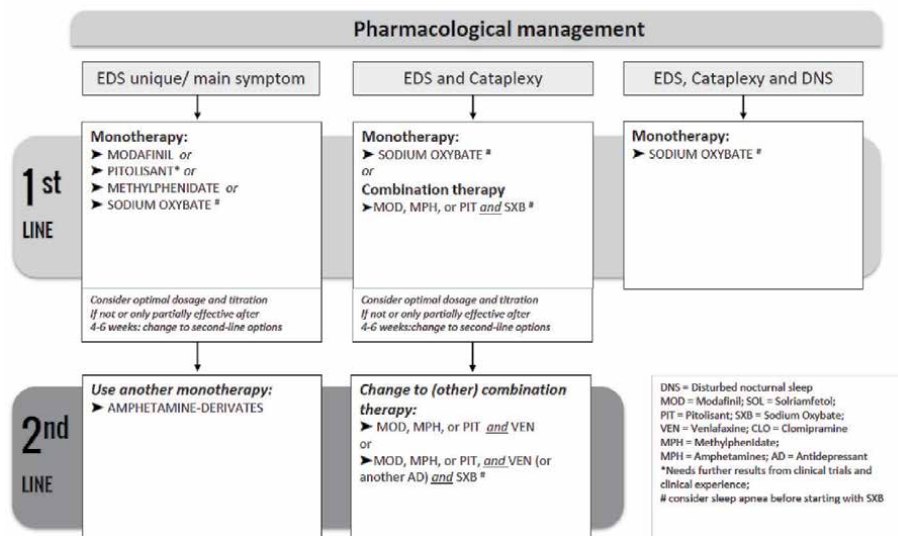 Pharmacological management
EDS unique/ main symptom
EDS and Cataplexy
EDS, Cataplexy and DNS
1st
LINE
Monotherapy:
➤ MODAFINIL or
➤ PITOLISANT* or
➤ METHYLPHENIDATE or
➤ SODIUM OXYBATE #
Consider optimal dosage and titration
If not or only partially effective after
4-6 weeks: change to second-line options
Monotherapy:
➤ SODIUM OXYBATE #
or
Combination therapy
➤MOD, MPH, or PIT and SXB #
Consider optimal dosage and titration
If not or only partially effective after
4-6 weeks:change to second-line options
Monotherapy:
➤ SODIUM OXYBATE #
2nd
LINE
Use another monotherapy:
➤ AMPHETAMINE-DERIVATES
Change to (other) combination
therapy:
➤ MOD, MPH, or PIT and VEN
or
➤MOD, MPH, or PIT, and VEN (or
another AD) and SXB #
DNS = Disturbed nocturnal sleep
MOD = Modafinil; SOL = Solriamfetol;
PIT = Pitolisant; SXB = Sodium Oxybate;
VEN = Venlafaxine; CLO = Clomipramine
MPH = Methylphenidate;
MPH = Amphetamines; AD = Antidepressant
*Needs further results from clinical trials and
clinical experience;
# consider sleep apnea before starting with SXB